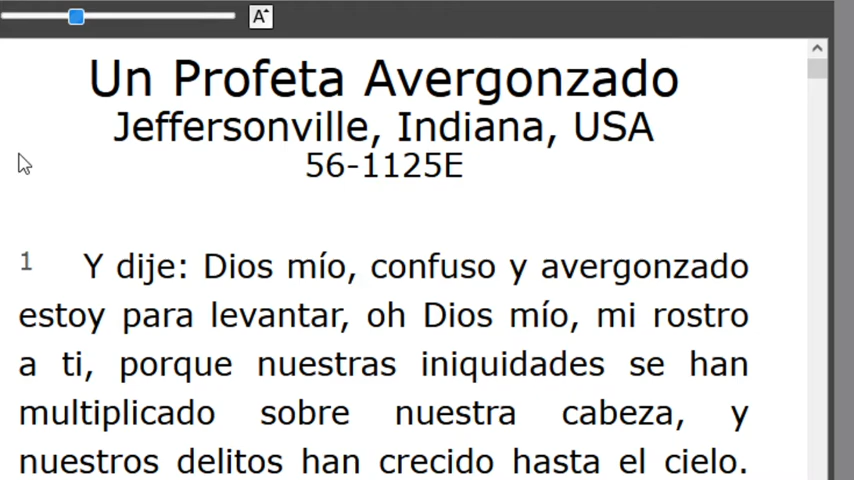 A
Un Profeta Avergonzado
Jeffersonville, Indiana, USA
56-1125E
1 Y dije: Dios mío, confuso y avergonzado
estoy para levantar, oh Dios mío, mi rostro
a ti, porque nuestras iniquidades se han
multiplicado sobre nuestra cabeza, y
nuestros delitos han crecido hasta el cielo.